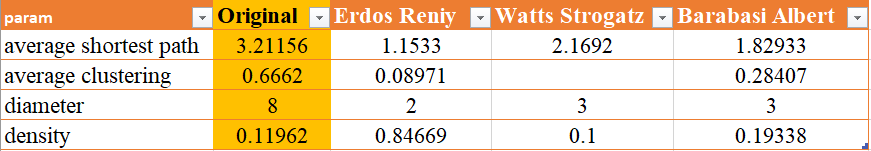 param Original Erdos Reniy Watts Strogatz Barabasi Albert
average shortest path 3.21156 1.1533 2.1692 1.82933
average clustering 0.6662 0.08971 0.28407
diameter 8 2 3 3
density 0.11962 0.84669 0.1 0.19338